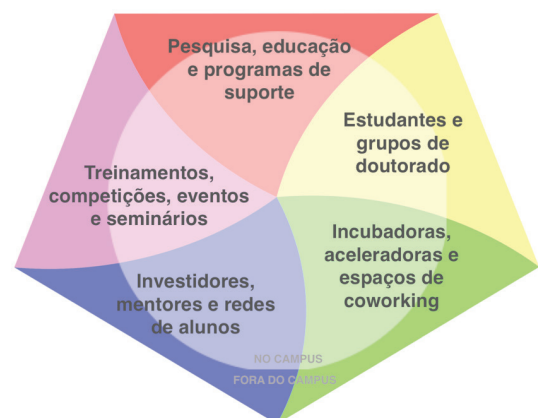 Pesquisa, educação
e programas de
suporte
Estudantes e
grupos de
doutorado
Treinamentos,
competições, eventos
e seminários
Incubadoras,
aceleradoras e
espaços de
coworking
Investidores,
mentores e redes
de alunos
NO CAMPUS
FORA DO CAMPUS